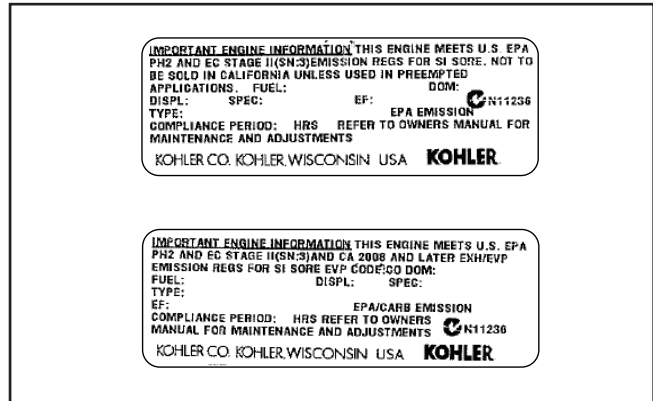 IMPORTANT ENGINE INFORMATION THIS ENGINE MEETS U.S. EPA
PH2 AND EC STAGE II(SN:3)EMISSION REGS FOR SI SORE. NOT TO
BE SOLD IN CALIFORNIA UNLESS USED IN PREEMPTED
APPLICATIONS. FUEL: DOM:
DISPL: SPEC: EF: N11236
TYPE: EPA EMISSION
COMPLIANCE PERIOD: HRS REFER TO OWNERS MANUAL FOR
MAINTENANCE AND ADJUSTMENTS
KOHLER CO. KOHLER, WISCONSIN USA KOHLER
IMPORTANT ENGINE INFORMATION THIS ENGINE MEETS U.S. EPA
PH2 AND EC STAGE II(SN:3)AND CA 2008 AND LATER EXH/EVP
EMISSION REGS FOR SI SORE EVP CODE:CO DOM:
FUEL: DISPL: SPEC:
TYPE:
EF: EPA/CARB EMISSION
COMPLIANCE PERIOD: HRS REFER TO OWNERS
MANUAL FOR MAINTENANCE AND ADJUSTMENTS N11236
KOHLER CO. KOHLER, WISCONSIN USA KOHLER